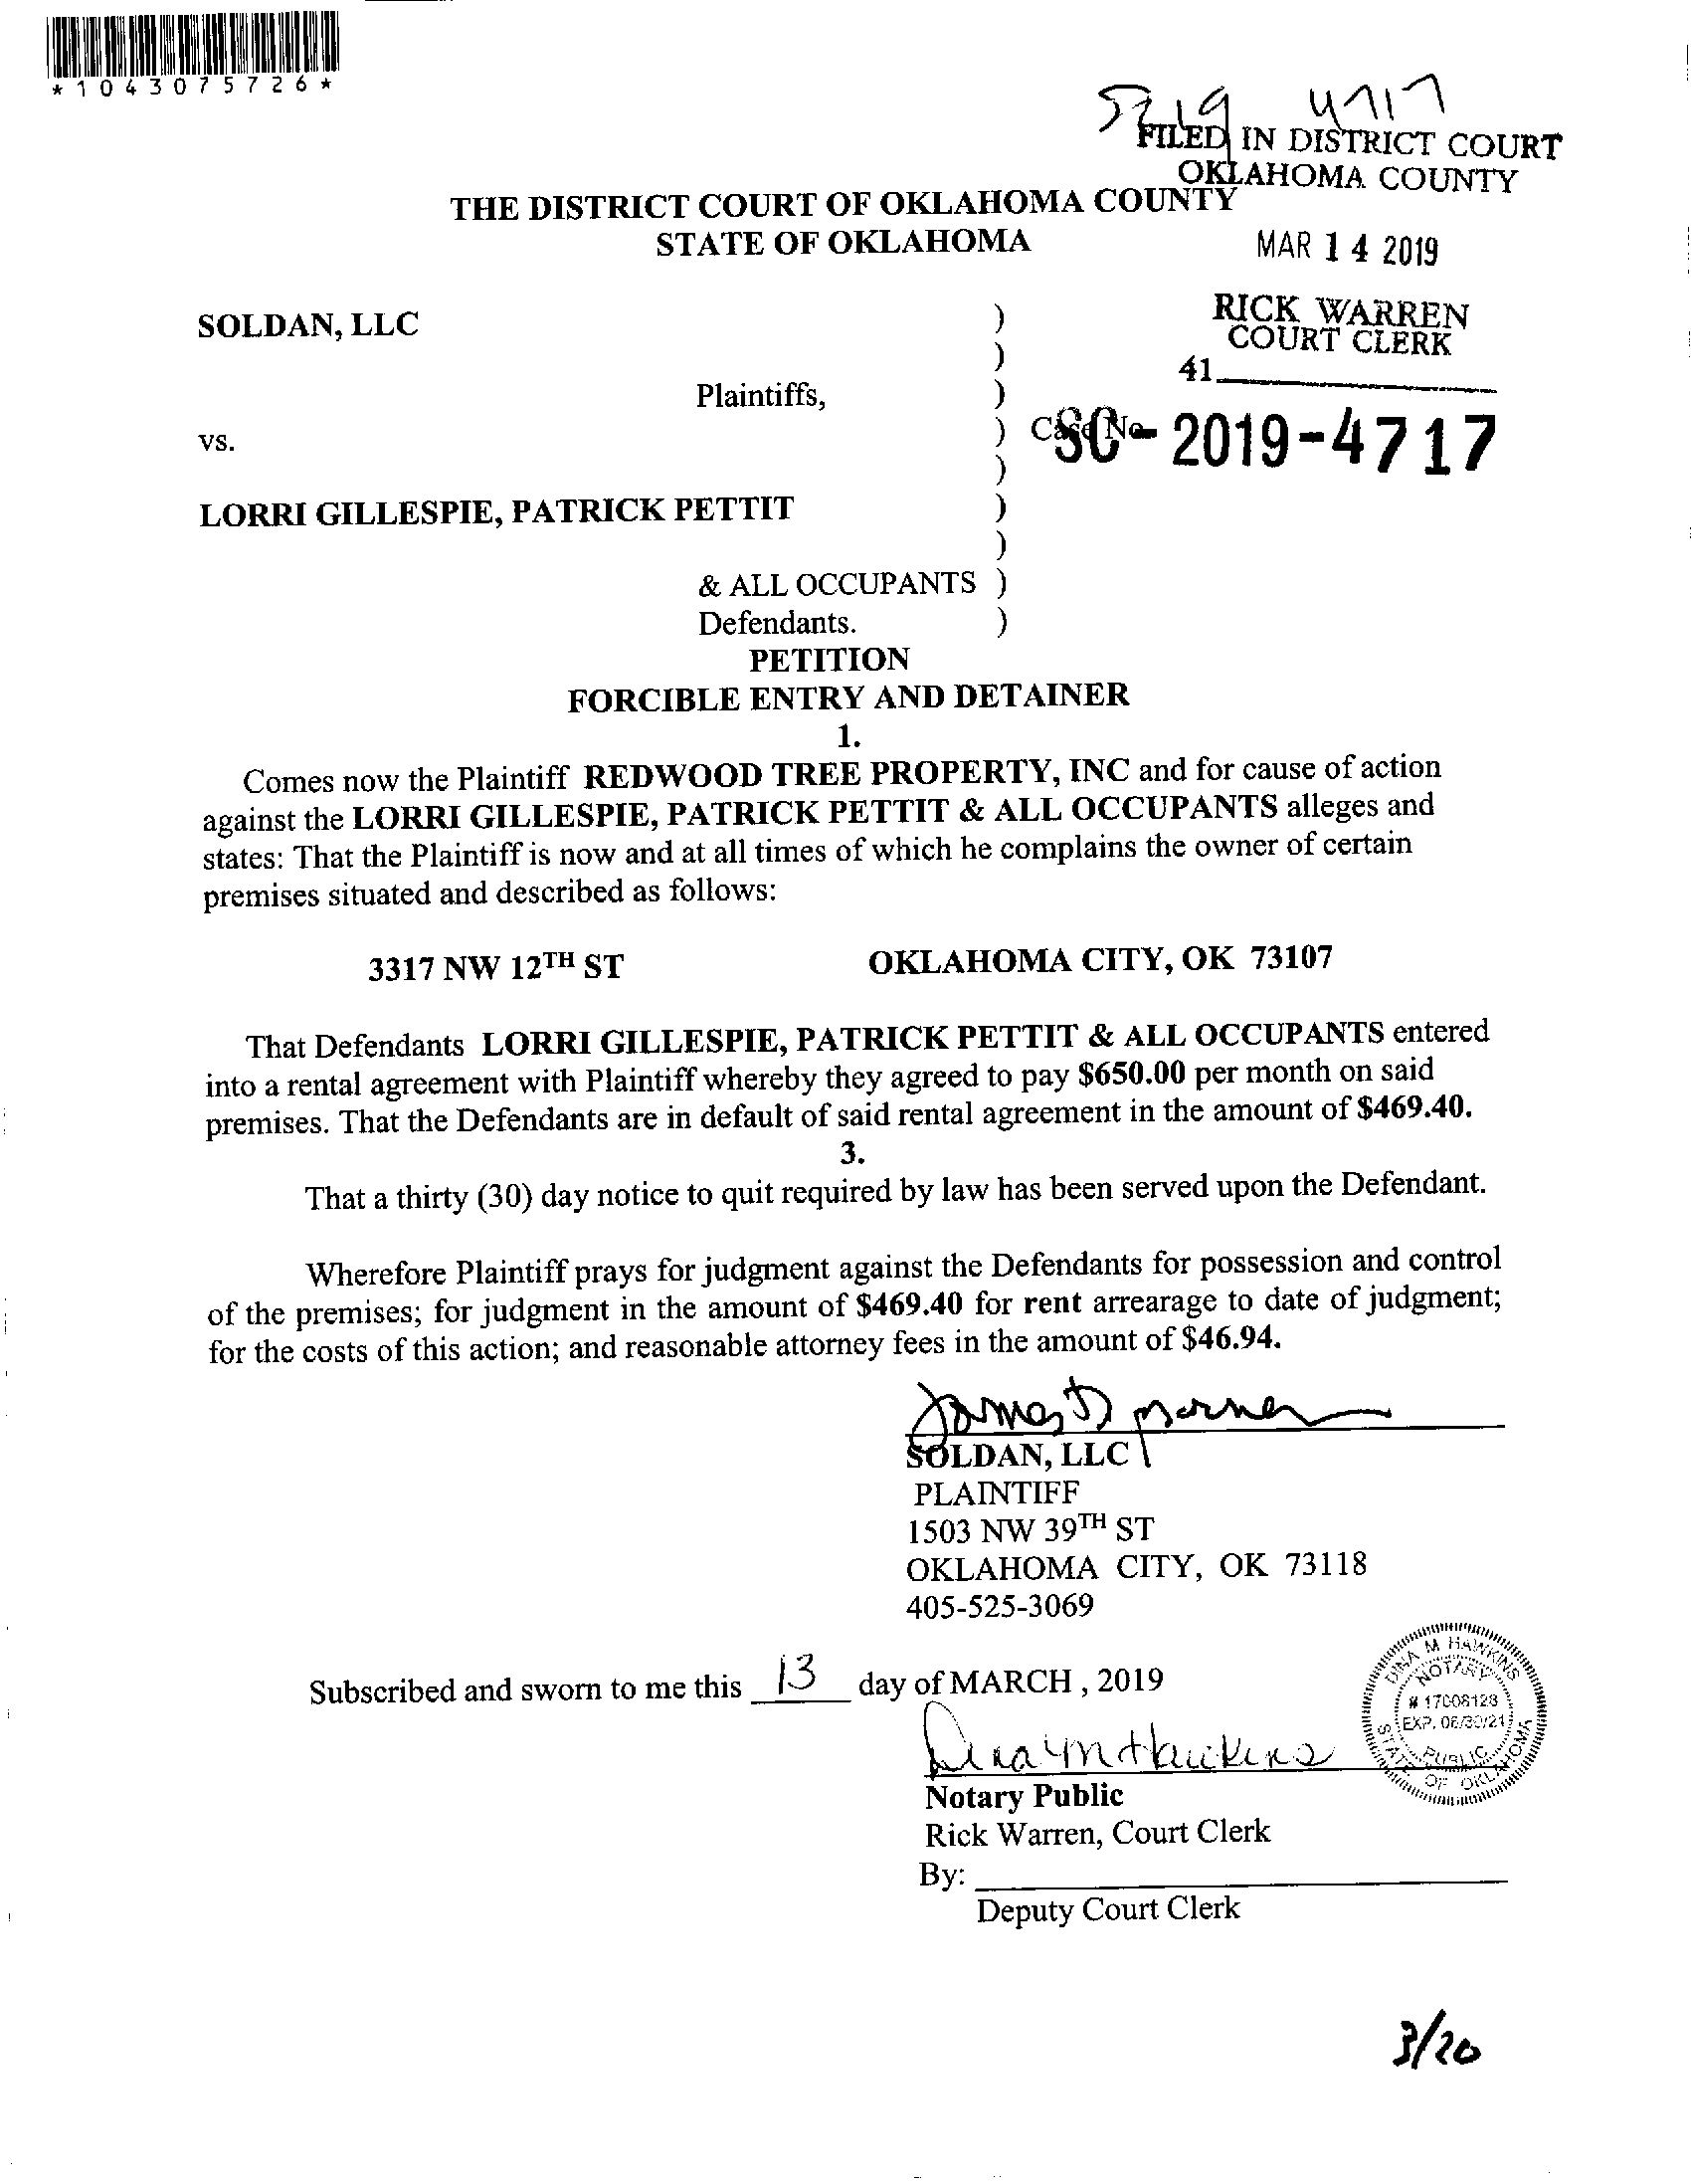 *1043075726*
FILED IN DISTRICT COURT
OKLAHOMA COUNTY
THE DISTRICT COURT OF OKLAHOMA COUNTY
STATE OF OKLAHOMA
MAR 14 2019
RICK WARREN
COURT CLERK
41
SOLDAN, LLC )
)
Plaintiffs, )
vs. ) Case No. SC-2019-4717
)
LORRI GILLESPIE, PATRICK PETTIT )
)
& ALL OCCUPANTS )
Defendants. )
PETITION
FORCIBLE ENTRY AND DETAINER
1.
Comes now the Plaintiff REDWOOD TREE PROPERTY, INC and for cause of action
against the LORRI GILLESPIE, PATRICK PETTIT & ALL OCCUPANTS alleges and
states: That the Plaintiff is now and at all times of which he complains the owner of certain
premises situated and described as follows:
3317 NW 12TH ST OKLAHOMA CITY, OK 73107
That Defendants LORRI GILLESPIE, PATRICK PETTIT & ALL OCCUPANTS entered
into a rental agreement with Plaintiff whereby they agreed to pay $650.00 per month on said
premises. That the Defendants are in default of said rental agreement in the amount of $469.40.
3.
That a thirty (30) day notice to quit required by law has been served upon the Defendant.
Wherefore Plaintiff prays for judgment against the Defendants for possession and control
of the premises; for judgment in the amount of $469.40 for rent arrearage to date of judgment;
for the costs of this action; and reasonable attorney fees in the amount of $46.94.
SOLDAN, LLC
PLAINTIFF
1503 NW 39TH ST
OKLAHOMA CITY, OK 73118
405-525-3069
Subscribed and sworn to me this 13 day of MARCH , 2019
DINA M HAWKINS
NOTARY
# 17008123
EXP. 06/30/21
PUBLIC
STATE OF OKLAHOMA
Dina M Hawkins
Notary Public
Rick Warren, Court Clerk
By:
Deputy Court Clerk
3/20